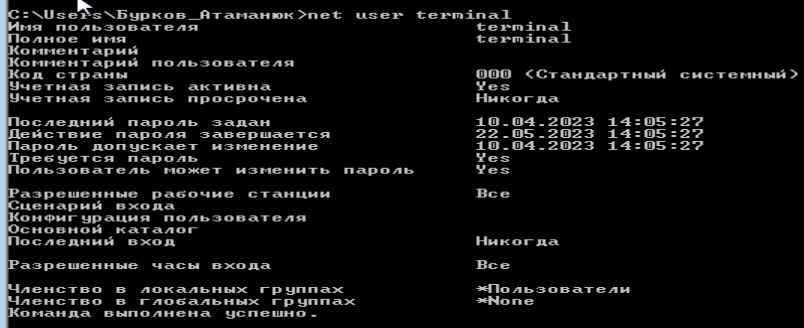 C:\Users\Бурков_Атаманюк>net user terminal
Имя пользователя terminal
Полное имя terminal
Комментарий
Комментарий пользователя
Код страны 000 (Стандартный системный)
Учетная запись активна Yes
Учетная запись просрочена Никогда
Последний пароль задан 10.04.2023 14:05:27
Действие пароля завершается 22.05.2023 14:05:27
Пароль допускает изменение 10.04.2023 14:05:27
Требуется пароль Yes
Пользователь может изменить пароль Yes
Разрешенные рабочие станции Все
Сценарий входа
Конфигурация пользователя
Основной каталог
Последний вход Никогда
Разрешенные часы входа Все
Членство в локальных группах *Пользователи
Членство в глобальных группах *None
Команда выполнена успешно.